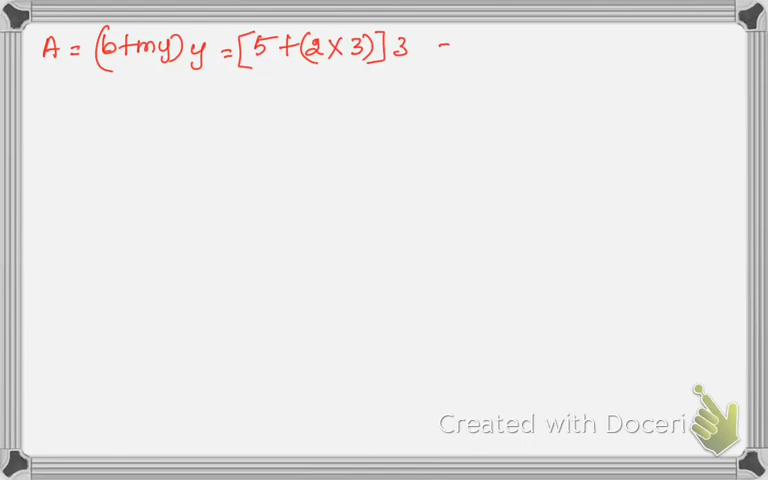 A = (b+my) y = [5+(2×3)] 3 -
Created with Doceri